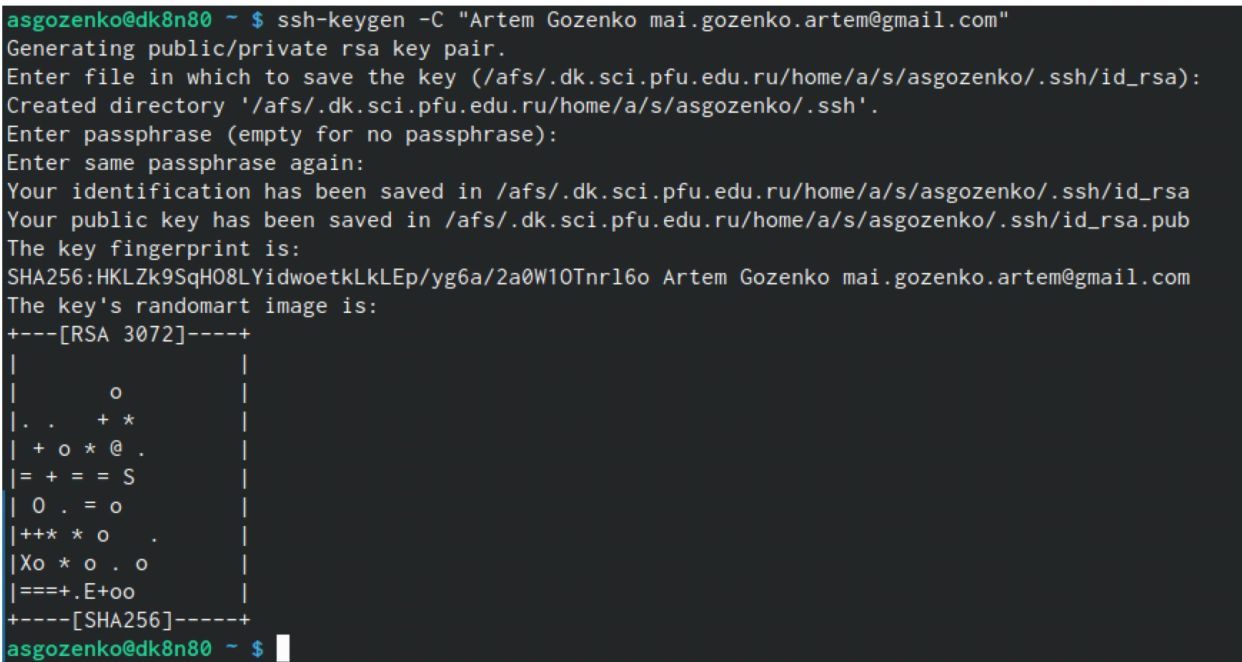 asgozenko@dk8n80 ~ $ ssh-keygen -C "Artem Gozenko mai.gozenko.artem@gmail.com"
Generating public/private rsa key pair.
Enter file in which to save the key (/afs/.dk.sci.pfu.edu.ru/home/a/s/asgozenko/.ssh/id_rsa):
Created directory '/afs/.dk.sci.pfu.edu.ru/home/a/s/asgozenko/.ssh'.
Enter passphrase (empty for no passphrase):
Enter same passphrase again:
Your identification has been saved in /afs/.dk.sci.pfu.edu.ru/home/a/s/asgozenko/.ssh/id_rsa
Your public key has been saved in /afs/.dk.sci.pfu.edu.ru/home/a/s/asgozenko/.ssh/id_rsa.pub
The key fingerprint is:
SHA256:HKLZk9SqHO8LYidwoetkLkLEp/yg6a/2a0W1OTnrl6o Artem Gozenko mai.gozenko.artem@gmail.com
The key's randomart image is:
+---[RSA 3072]----+
|                 |
|       o         |
|. .   + *        |
| + o * @ .       |
|= + = = S        |
| O . = o         |
|++* * o   .      |
|Xo * o . o       |
|===+.E+oo        |
+----[SHA256]-----+
asgozenko@dk8n80 ~ $